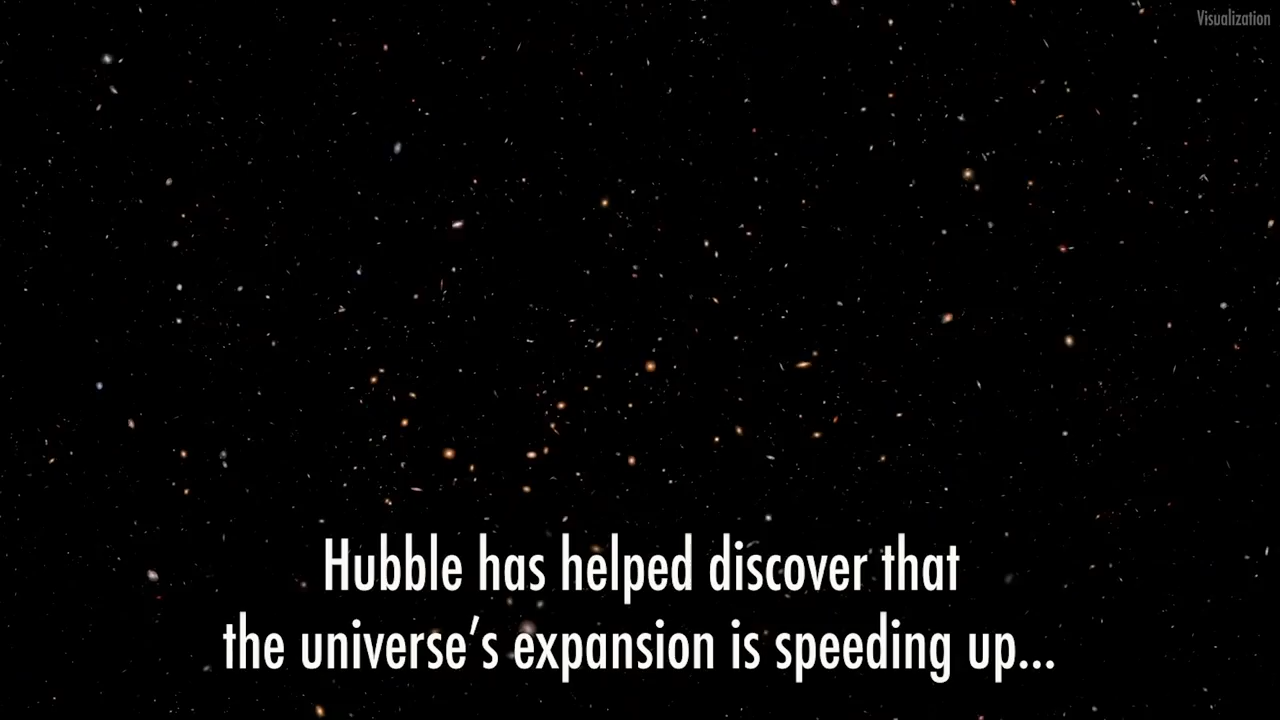 Visualization
Hubble has helped discover that
the universe’s expansion is speeding up...